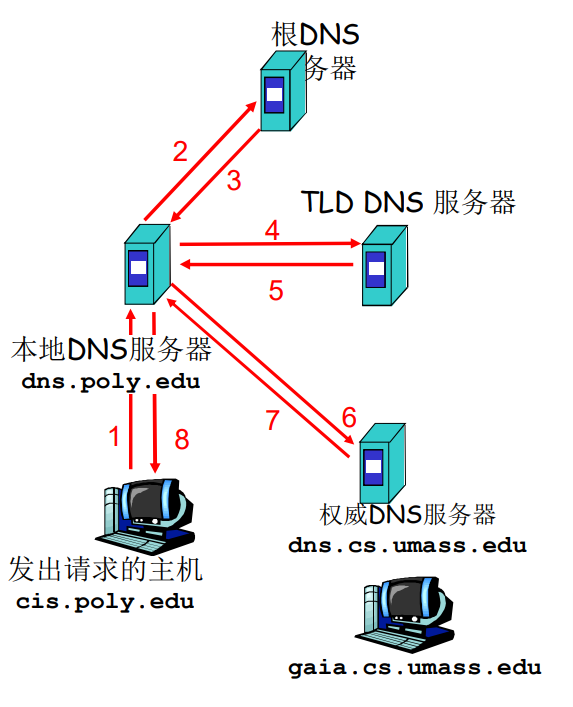 根DNS
务器
2
3
TLD DNS 服务器
4
5
本地DNS服务器
dns.poly.edu
1
8
7
6
权威DNS服务器
dns.cs.umass.edu
发出请求的主机
cis.poly.edu
gaia.cs.umass.edu